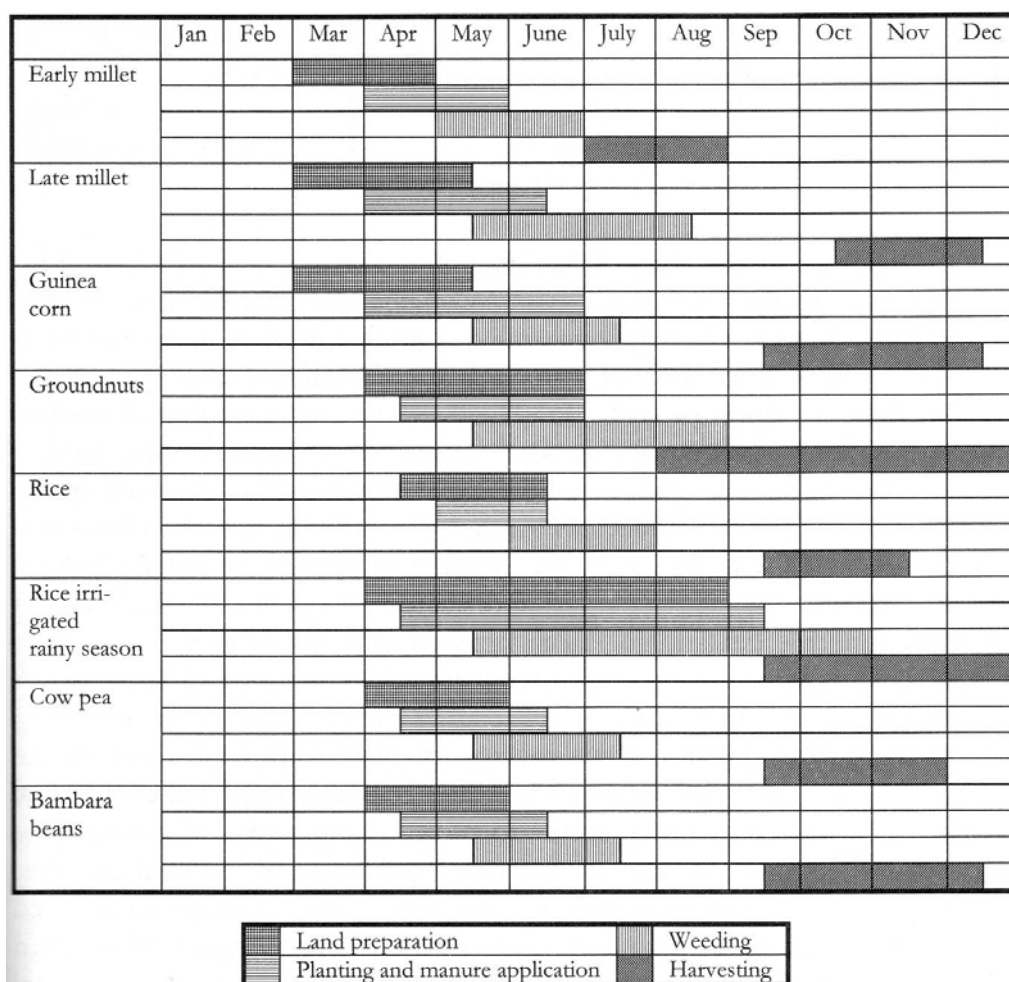 Jan Feb Mar Apr May June July Aug Sep Oct Nov Dec
Early millet
Late millet
Guinea
corn
Groundnuts
Rice
Rice irri-
gated
rainy season
Cow pea
Bambara
beans
Land preparation Weeding
Planting and manure application Harvesting